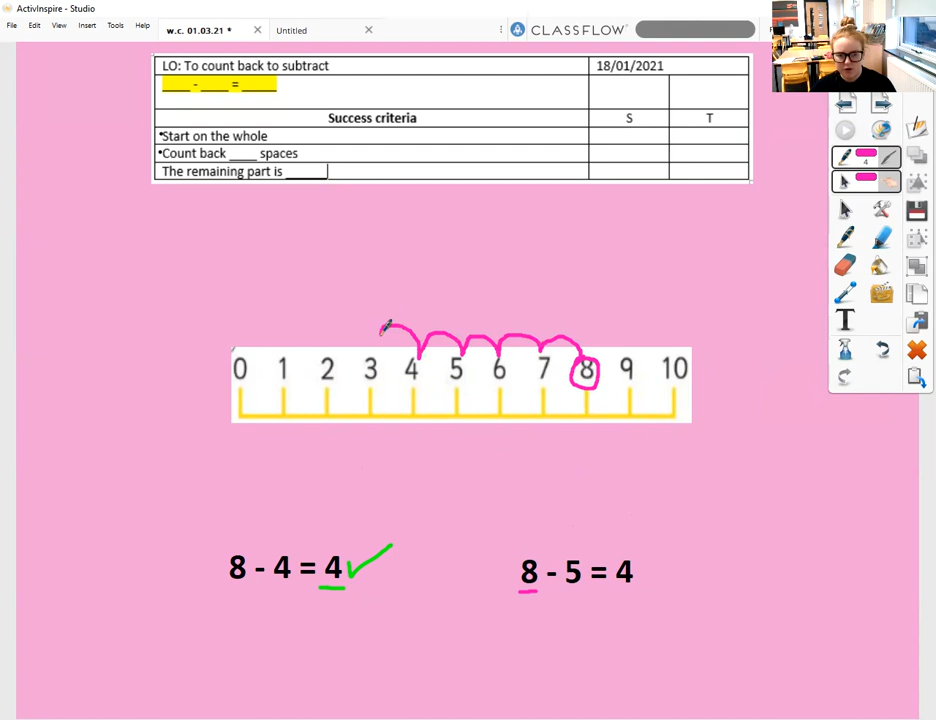 ActivInspire - Studio
File Edit View Insert Tools Help
w.c. 01.03.21 * Untitled CLASSFLOW
LO: To count back to subtract 18/01/2021
____ - ____ = _____
Success criteria S T
•Start on the whole
•Count back ____ spaces
The remaining part is ______
4
T
0 1 2 3 4 5 6 7 8 9 10
8 - 4 = 4
8 - 5 = 4